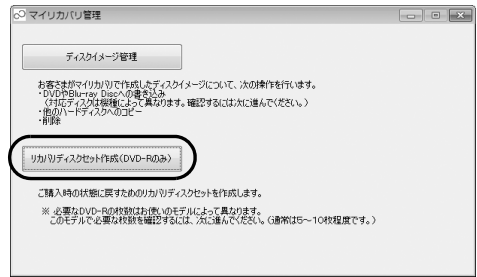 マイリカバリ管理
ディスクイメージ管理
お客さまがマイリカバリで作成したディスクイメージについて、次の操作を行います。
・DVDやBlu-ray Discへの書き込み
（対応ディスクは機種によって異なります。確認するには次に進んでください。）
・他のハードディスクへのコピー
・削除
リカバリディスクセット作成(DVD-Rのみ)
ご購入時の状態に戻すためのリカバリディスクセットを作成します。
※ 必要なDVD-Rの枚数はお使いのモデルによって異なります。
このモデルで必要な枚数を確認するには、次に進んでください。（通常は5～10枚程度です。）